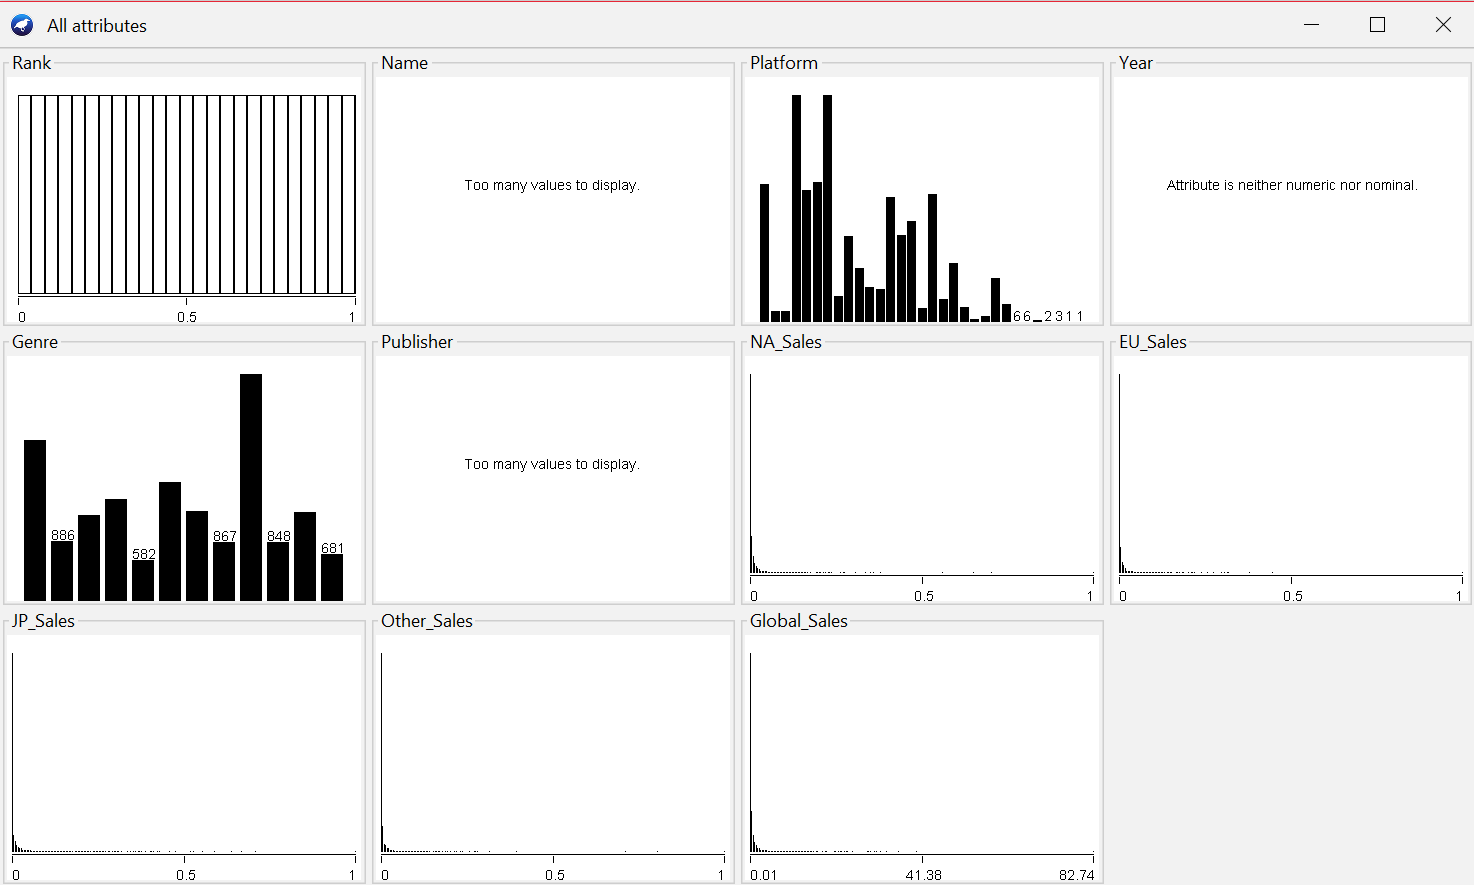 All attributes
Rank
0 0.5 1
Name
Too many values to display.
Platform
6 6 2 3 1 1
Year
Attribute is neither numeric nor nominal.
Genre
886 582 867 848 681
Publisher
Too many values to display.
NA_Sales
0 0.5 1
EU_Sales
0 0.5 1
JP_Sales
0 0.5 1
Other_Sales
0 0.5 1
Global_Sales
0.01 41.38 82.74